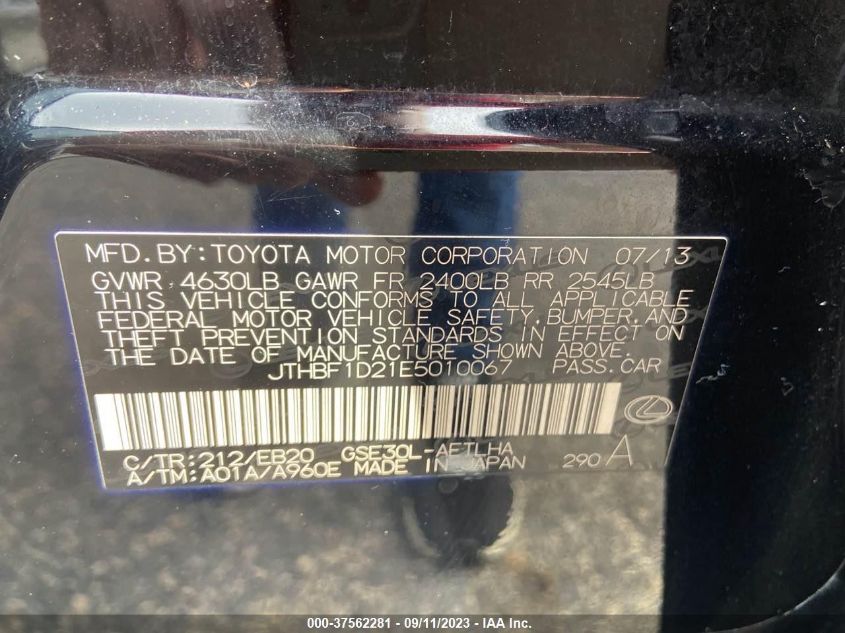 MFD.BY:TOYOTA MOTOR CORPORATION 07/13
GVWR 4630LB GAWR FR 2400LB RR 2545LB
THIS VEHICLE CONFORMS TO ALL APPLICABLE
FEDERAL MOTOR VEHICLE SAFETY,BUMPER,AND
THEFT PREVENTION STANDARDS IN EFFECT ON
THE DATE OF MANUFACTURE SHOWN ABOVE.
JTHBF1D21E5010067 PASS.CAR
C/TR:212/EB20 GSE30L-AETLHA
A/TM:A01A/A960E MADE IN JAPAN 290 A
000-37562281 - 09/11/2023 - IAA Inc.